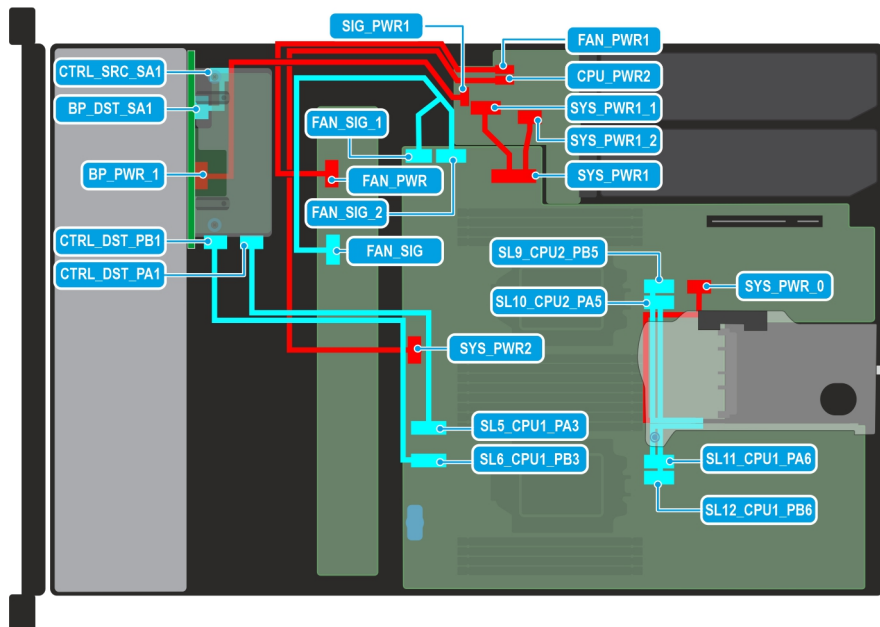 SIG_PWR1
FAN_PWR1
CTRL_SRC_SA1
CPU_PWR2
BP_DST_SA1
SYS_PWR1_1
FAN_SIG_1
SYS_PWR1_2
BP_PWR_1
FAN_PWR
SYS_PWR1
FAN_SIG_2
CTRL_DST_PB1
FAN_SIG
SL9_CPU2_PB5
CTRL_DST_PA1
SYS_PWR_0
SL10_CPU2_PA5
SYS_PWR2
SL5_CPU1_PA3
SL6_CPU1_PB3
SL11_CPU1_PA6
SL12_CPU1_PB6